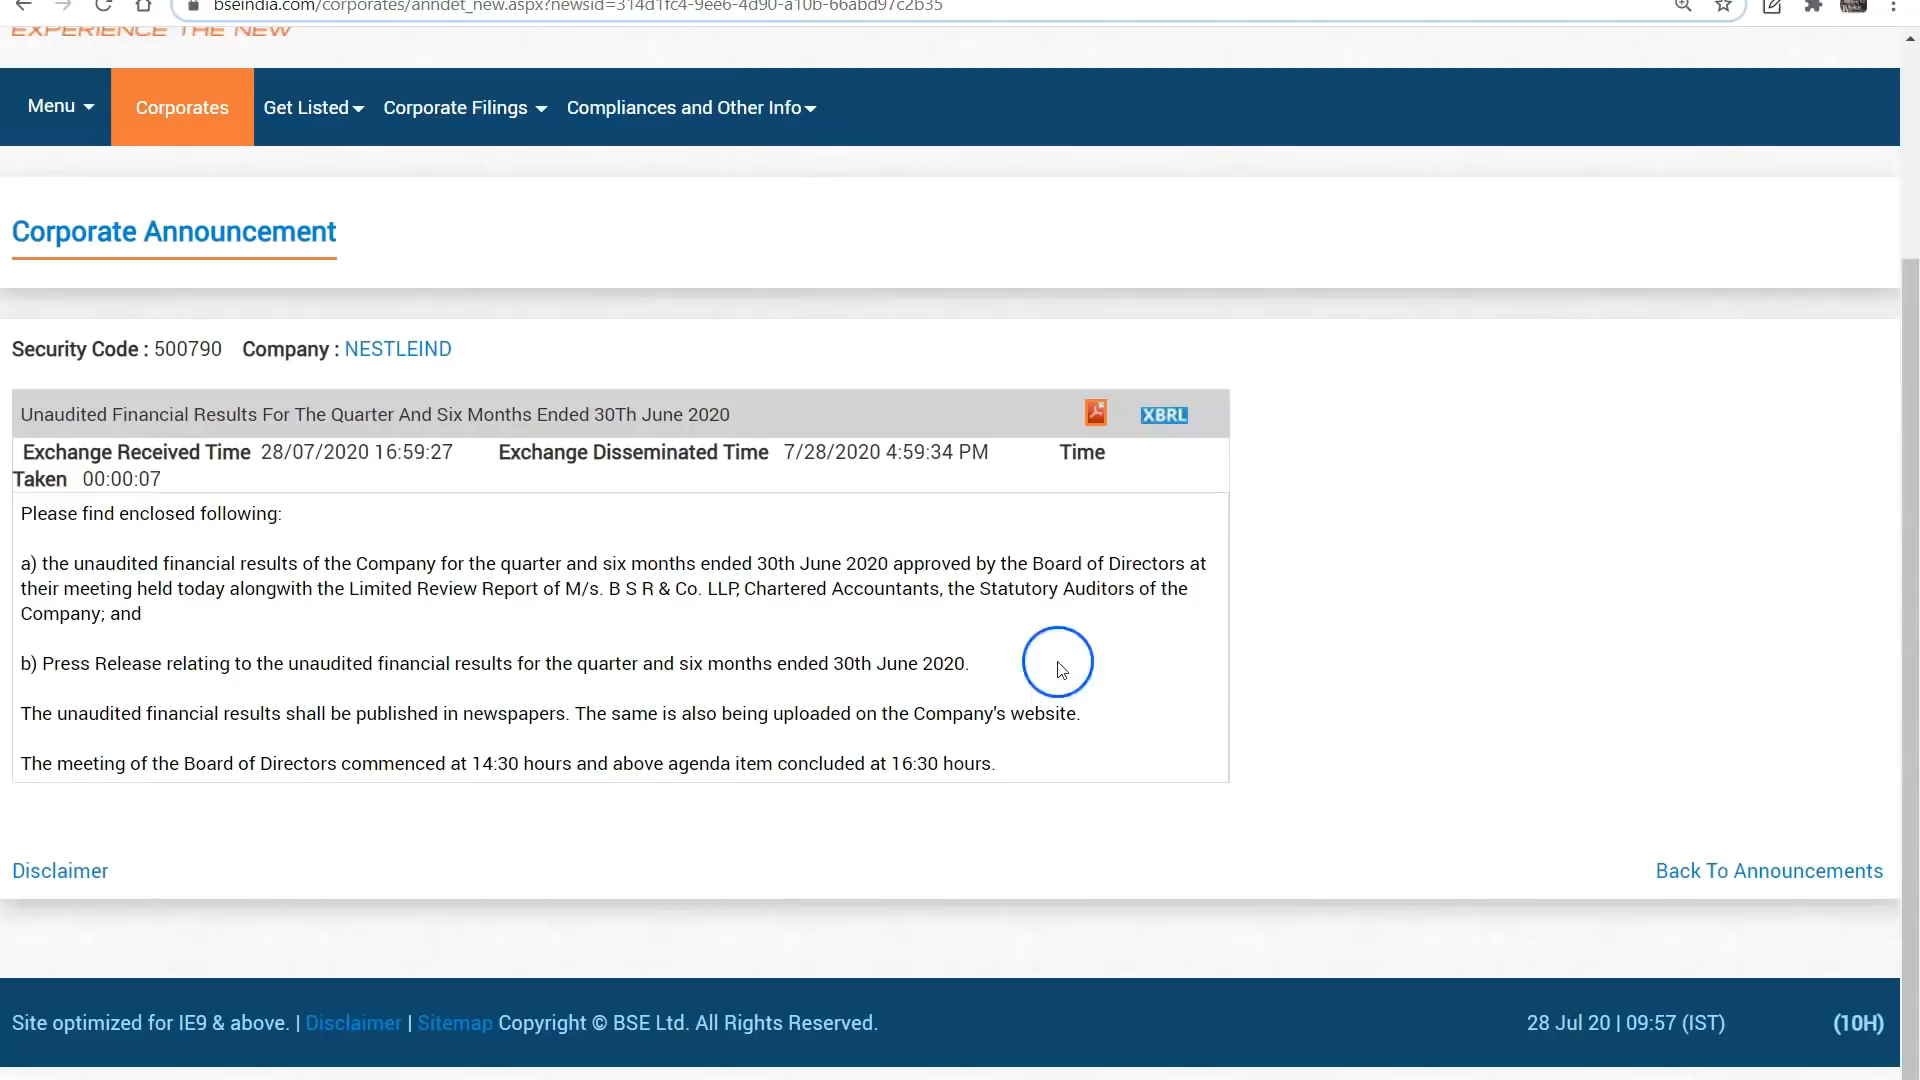 bseindia.com/corporates/anndet_new.aspx?newsid=314d1fc4-9ee6-4d90-a10b-66abd97c2b35
EXPERIENCE THE NEW
Menu Corporates Get Listed Corporate Filings Compliances and Other Info
Corporate Announcement
Security Code : 500790 Company : NESTLEIND
Unaudited Financial Results For The Quarter And Six Months Ended 30Th June 2020 XBRL
Exchange Received Time 28/07/2020 16:59:27 Exchange Disseminated Time 7/28/2020 4:59:34 PM Time
Taken 00:00:07
Please find enclosed following:
a) the unaudited financial results of the Company for the quarter and six months ended 30th June 2020 approved by the Board of Directors at
their meeting held today alongwith the Limited Review Report of M/s. B S R & Co. LLP, Chartered Accountants, the Statutory Auditors of the
Company; and
b) Press Release relating to the unaudited financial results for the quarter and six months ended 30th June 2020.
The unaudited financial results shall be published in newspapers. The same is also being uploaded on the Company's website.
The meeting of the Board of Directors commenced at 14:30 hours and above agenda item concluded at 16:30 hours.
Disclaimer Back To Announcements
Site optimized for IE9 & above. | Disclaimer | Sitemap Copyright © BSE Ltd. All Rights Reserved. 28 Jul 20 | 09:57 (IST) (10H)